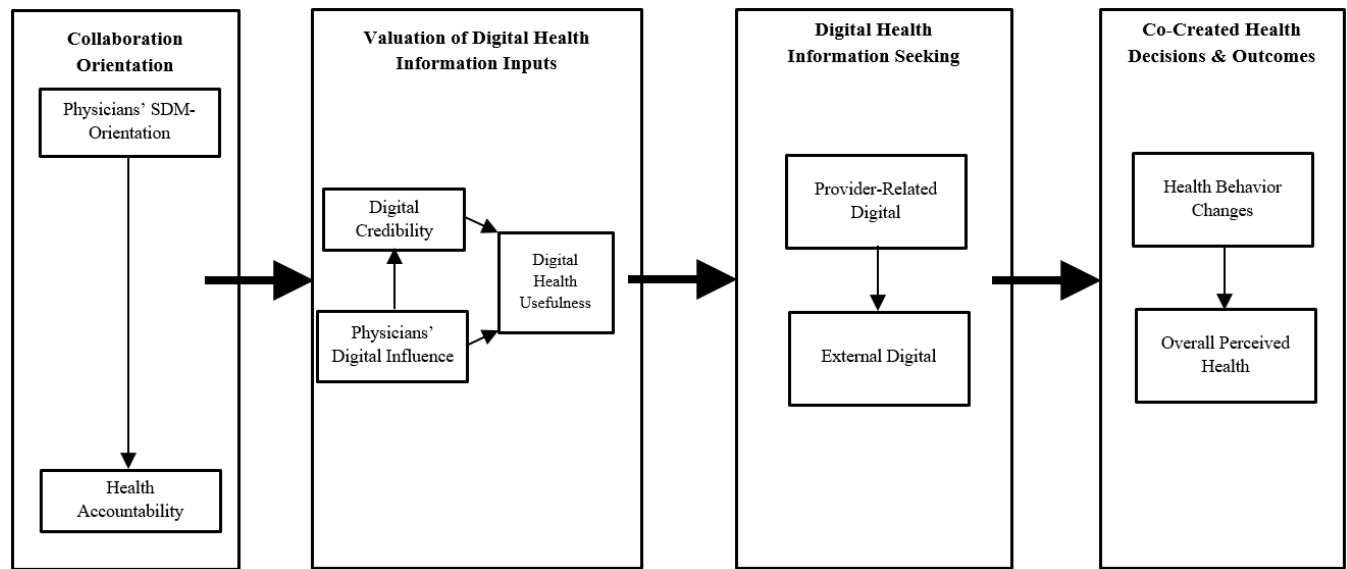 Collaboration
Orientation
Physicians’ SDM-
Orientation
Health
Accountability
Valuation of Digital Health
Information Inputs
Digital
Credibility
Physicians’
Digital Influence
Digital
Health
Usefulness
Digital Health
Information Seeking
Provider-Related
Digital
External Digital
Co-Created Health
Decisions & Outcomes
Health Behavior
Changes
Overall Perceived
Health